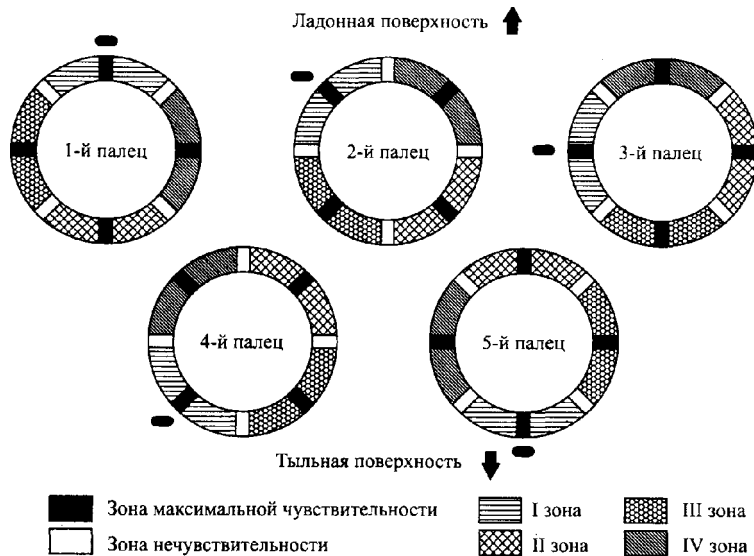 Ладонная поверхность
1-й палец
2-й палец
3-й палец
4-й палец
5-й палец
Тыльная поверхность
Зона максимальной чувствительности
I зона
III зона
Зона нечувствительности
II зона
IV зона